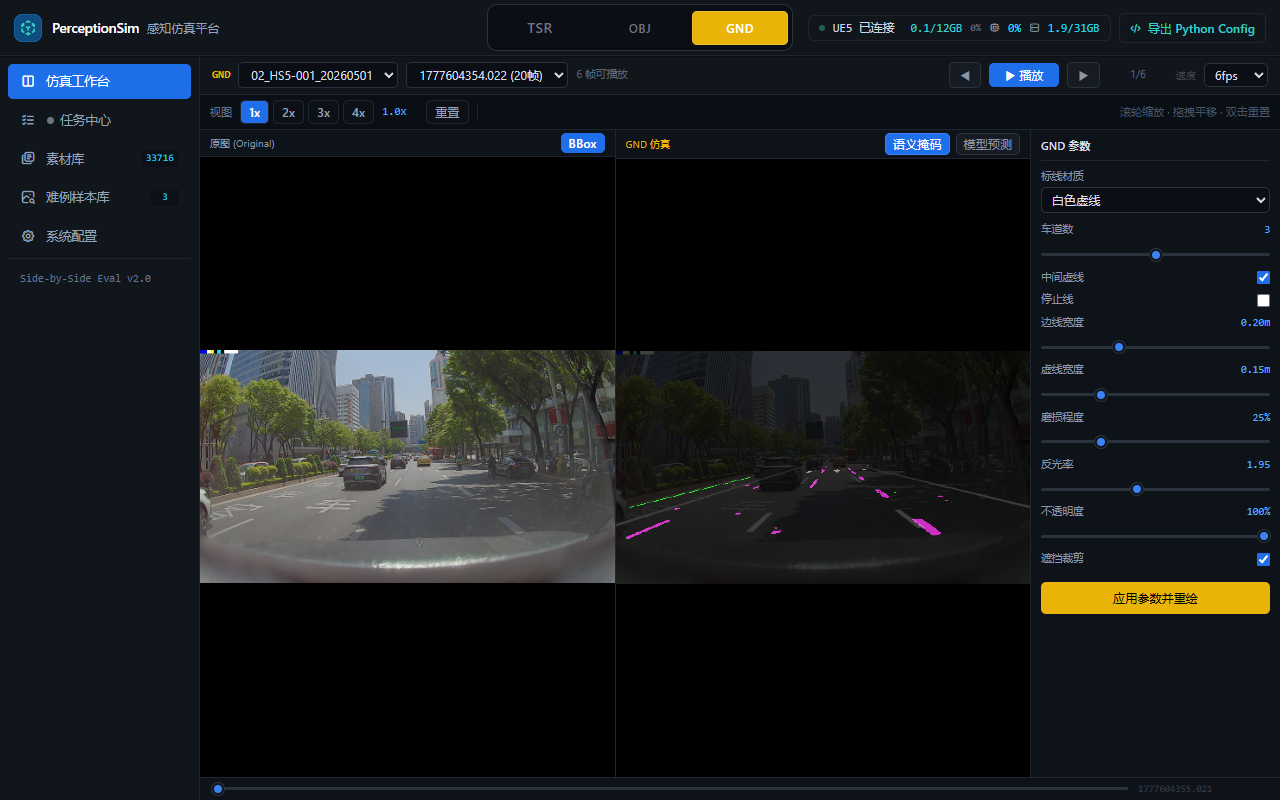 PerceptionSim 感知仿真平台
TSR
OBJ
GND
UE5 已连接 0.1/12GB 0% 0% 1.9/31GB
导出 Python Config
仿真工作台
任务中心
素材库 33716
难例样本库 3
系统配置
Side-by-Side Eval v2.0
GND 02_HS5-001_20260501 1777604354.022 (20帧) 6 帧可播放
◀ ▶ 播放 ▶ 1/6 速度 6fps
视图 1x 2x 3x 4x 1.0x 重置
滚轮缩放 · 拖拽平移 · 双击重置
原图 (Original) BBox
GND 仿真 语义掩码 模型预测
GND 参数
标线材质
白色虚线
车道数 3
中间虚线
停止线
边线宽度 0.20m
虚线宽度 0.15m
磨损程度 25%
反光率 1.95
不透明度 100%
遮挡裁剪
应用参数并重绘
1777604355.021